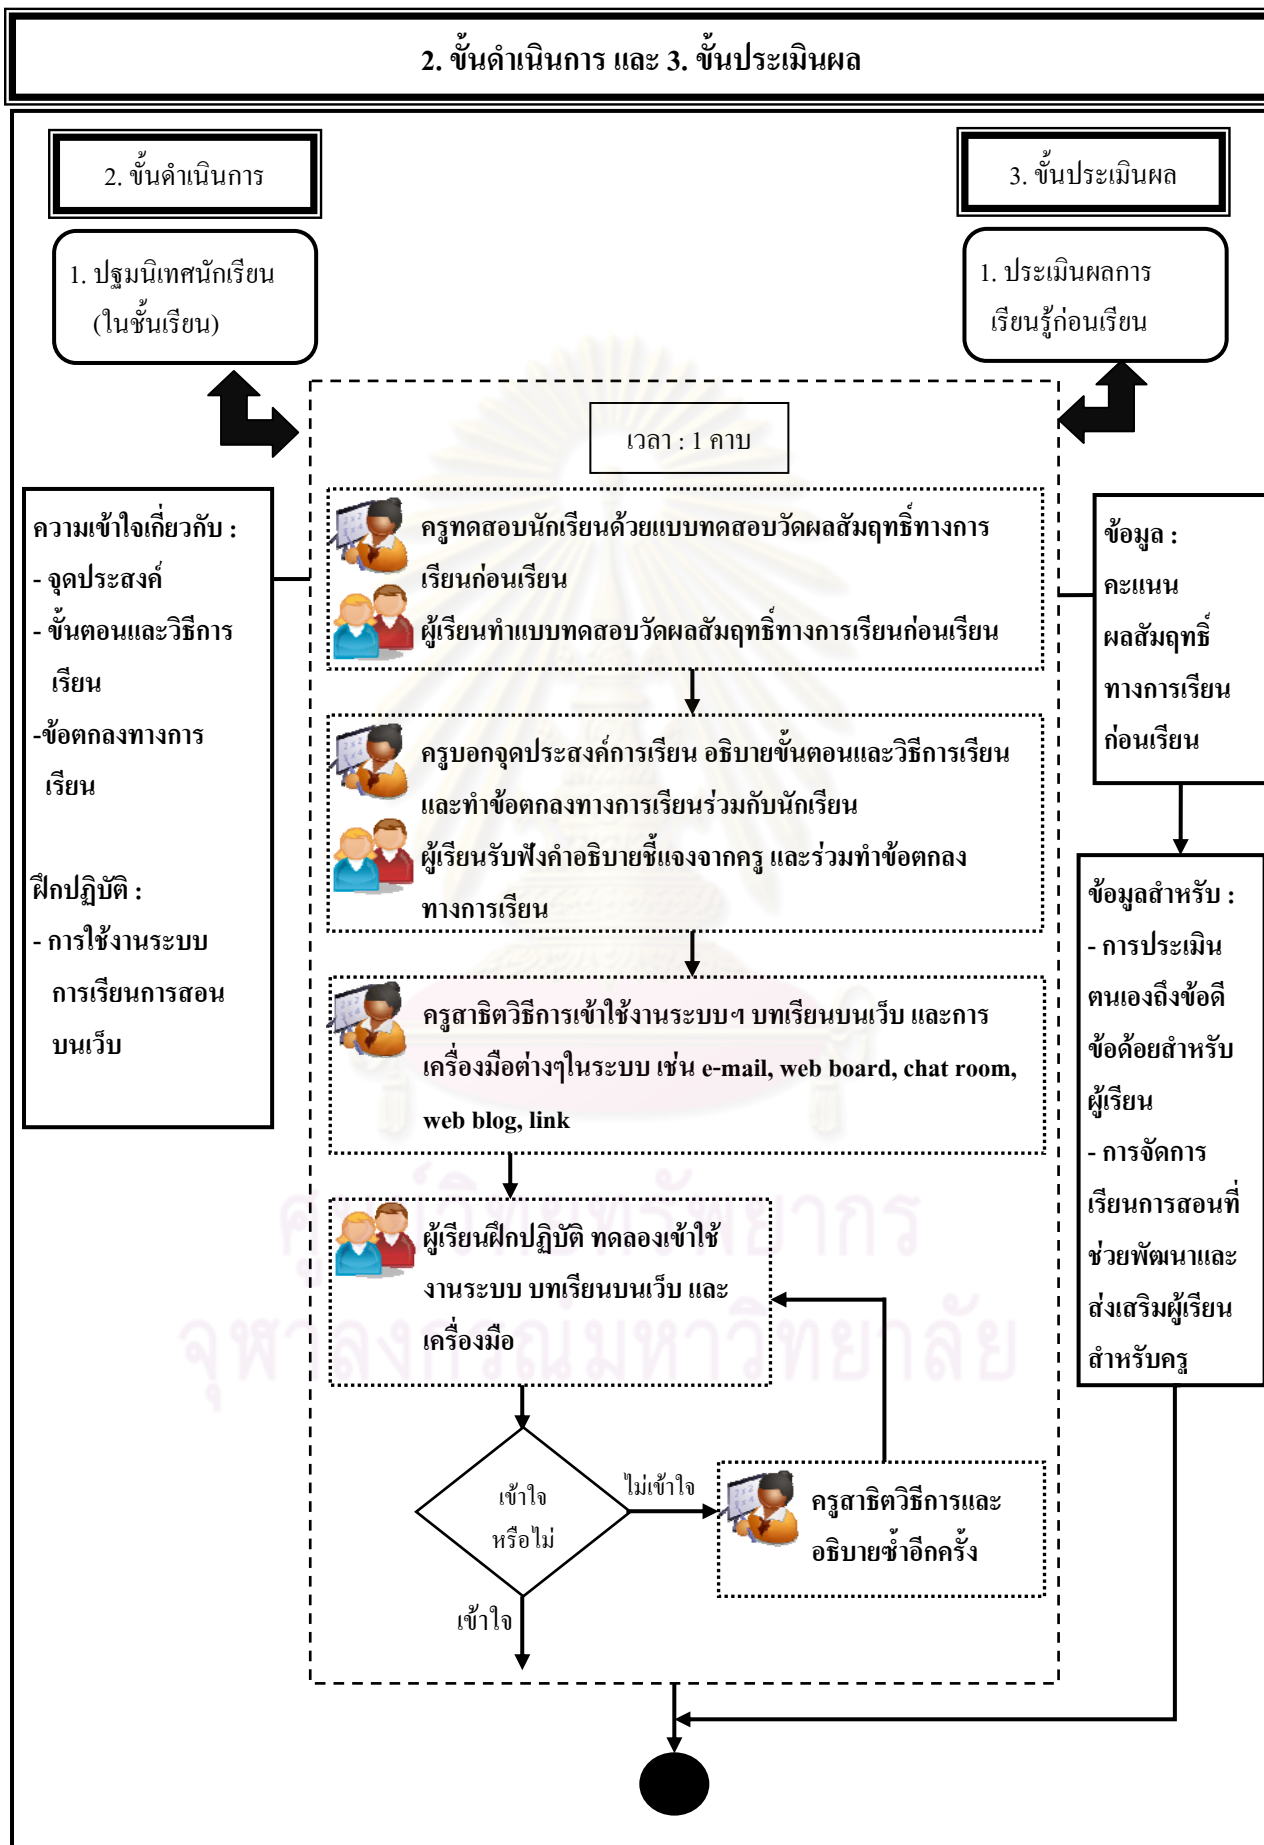 2. ขั้นดำเนินการ และ 3. ขั้นประเมินผล
2. ขั้นดำเนินการ
3. ขั้นประเมินผล
1. ปฐมนิเทศนักเรียน
(ในชั้นเรียน)
1. ประเมินผลการ
เรียนรู้ก่อนเรียน
เวลา : 1 คาบ
ความเข้าใจเกี่ยวกับ :
- จุดประสงค์
- ขั้นตอนและวิธีการ
เรียน
-ข้อตกลงทางการ
เรียน
ฝึกปฏิบัติ :
- การใช้งานระบบ
การเรียนการสอน
บนเว็บ
ครูทดสอบนักเรียนด้วยแบบทดสอบวัดผลสัมฤทธิ์ทางการ
เรียนก่อนเรียน
ผู้เรียนทำแบบทดสอบวัดผลสัมฤทธิ์ทางการเรียนก่อนเรียน
ครูบอกจุดประสงค์การเรียน อธิบายขั้นตอนและวิธีการเรียน
และทำข้อตกลงทางการเรียนร่วมกับนักเรียน
ผู้เรียนรับฟังคำอธิบายชี้แจงจากครู และร่วมทำข้อตกลง
ทางการเรียน
ครูสาธิตวิธีการเข้าใช้งานระบบฯ บทเรียนบนเว็บ และการ
เครื่องมือต่างๆในระบบ เช่น e-mail, web board, chat room,
web blog, link
ผู้เรียนฝึกปฏิบัติ ทดลองเข้าใช้
งานระบบ บทเรียนบนเว็บ และ
เครื่องมือ
เข้าใจ
หรือไม่
ไม่เข้าใจ
ครูสาธิตวิธีการและ
อธิบายซ้ำอีกครั้ง
เข้าใจ
ข้อมูล :
คะแนน
ผลสัมฤทธิ์
ทางการเรียน
ก่อนเรียน
ข้อมูลสำหรับ :
- การประเมิน
ตนเองถึงข้อดี
ข้อด้อยสำหรับ
ผู้เรียน
- การจัดการ
เรียนการสอนที่
ช่วยพัฒนาและ
ส่งเสริมผู้เรียน
สำหรับครู
ศูนย์วิทยทรัพยากร
จุฬาลงกรณ์มหาวิทยาลัย